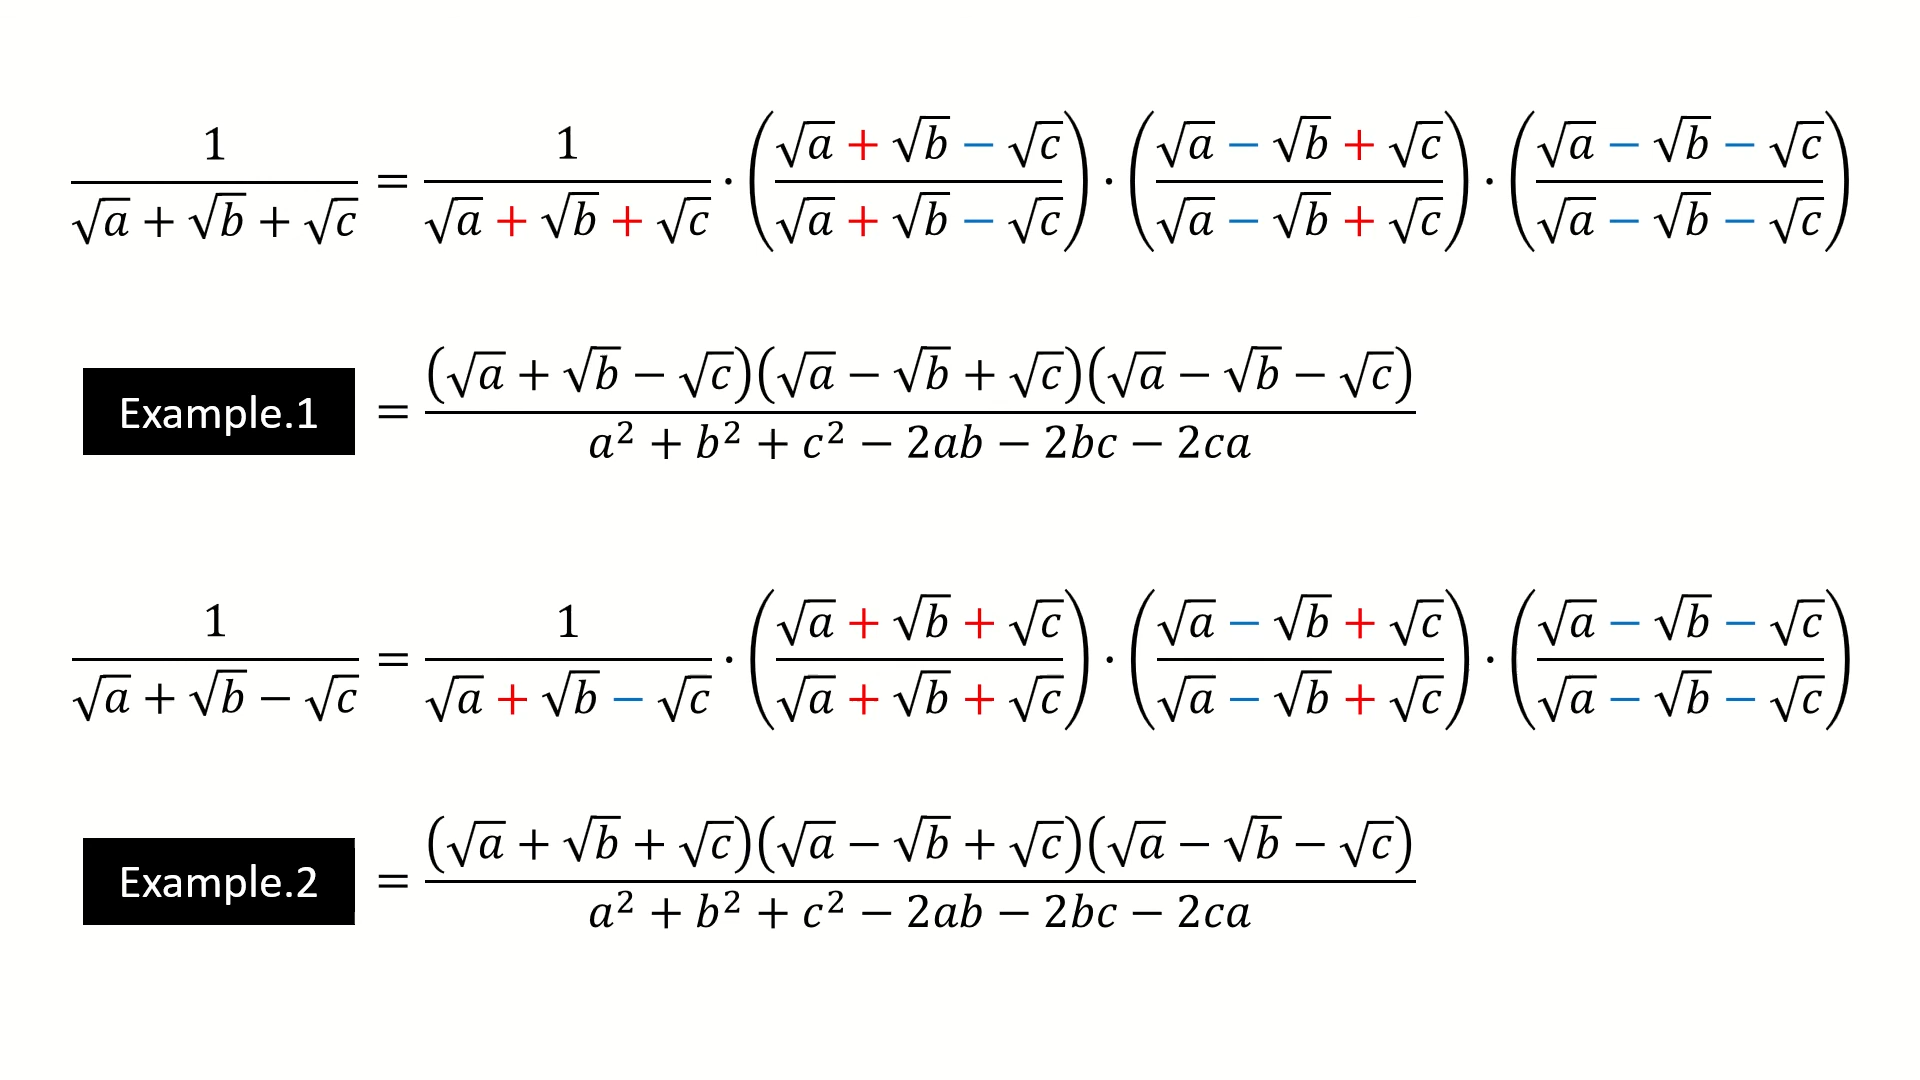 1/(√a + √b + √c) = 1/(√a + √b + √c) · ((√a + √b − √c)/(√a + √b − √c)) · ((√a − √b + √c)/(√a − √b + √c)) · ((√a − √b − √c)/(√a − √b − √c))
Example.1 = (√a + √b − √c)(√a − √b + √c)(√a − √b − √c)/(a² + b² + c² − 2ab − 2bc − 2ca)
1/(√a + √b − √c) = 1/(√a + √b − √c) · ((√a + √b + √c)/(√a + √b + √c)) · ((√a − √b + √c)/(√a − √b + √c)) · ((√a − √b − √c)/(√a − √b − √c))
Example.2 = (√a + √b + √c)(√a − √b + √c)(√a − √b − √c)/(a² + b² + c² − 2ab − 2bc − 2ca)